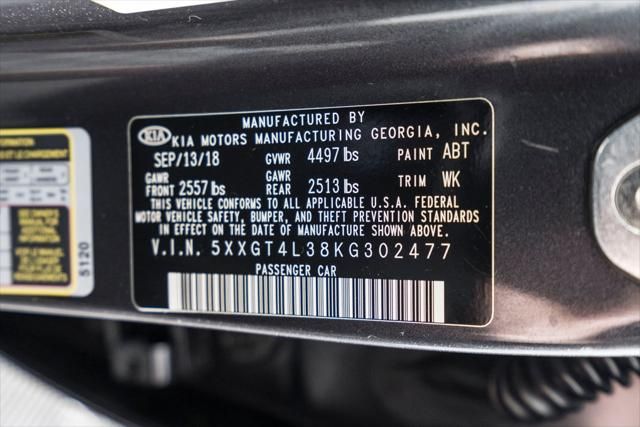 MANUFACTURED BY
KIA KIA MOTORS MANUFACTURING GEORGIA, INC.
SEP/13/18 GVWR 4497 lbs PAINT ABT
GAWR FRONT 2557 lbs GAWR REAR 2513 lbs TRIM WK
THIS VEHICLE CONFORMS TO ALL APPLICABLE U.S.A. FEDERAL
MOTOR VEHICLE SAFETY, BUMPER, AND THEFT PREVENTION STANDARDS
IN EFFECT ON THE DATE OF MANUFACTURE SHOWN ABOVE.
V.I.N. 5XXGT4L38KG302477
PASSENGER CAR
5120